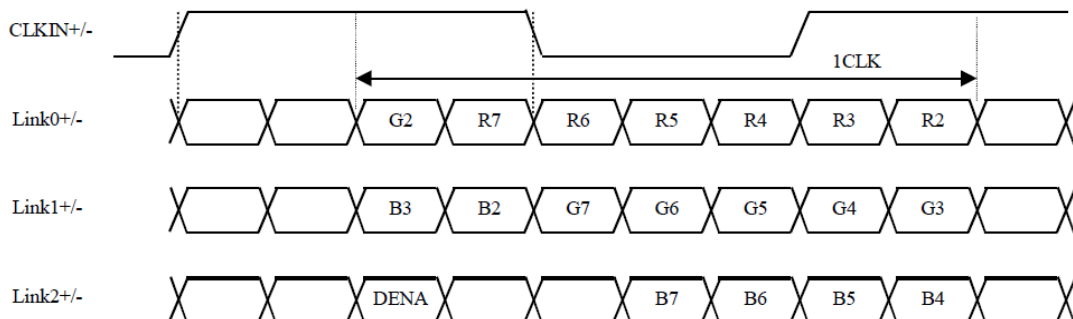 CLKIN+/-
1CLK
Link0+/- G2 R7 R6 R5 R4 R3 R2
Link1+/- B3 B2 G7 G6 G5 G4 G3
Link2+/- DENA B7 B6 B5 B4